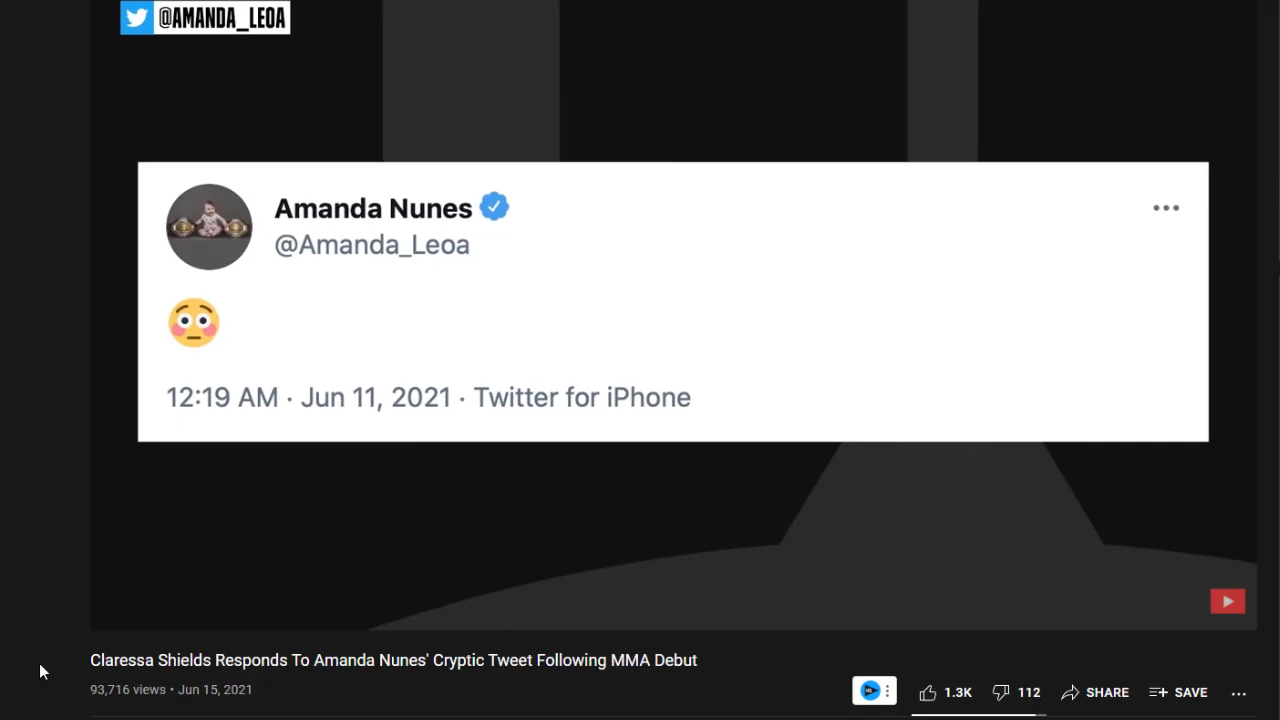 @AMANDA_LEOA
Amanda Nunes
@Amanda_Leoa
😳
12:19 AM · Jun 11, 2021 · Twitter for iPhone
Claressa Shields Responds To Amanda Nunes' Cryptic Tweet Following MMA Debut
93,716 views • Jun 15, 2021
1.3K 112 SHARE SAVE